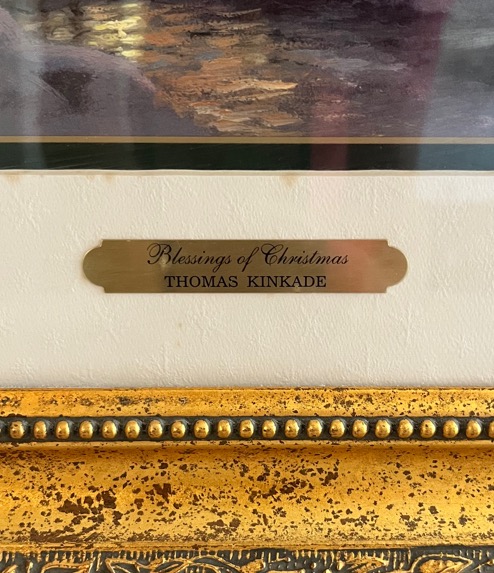 Blessings of Christmas
THOMAS KINKADE